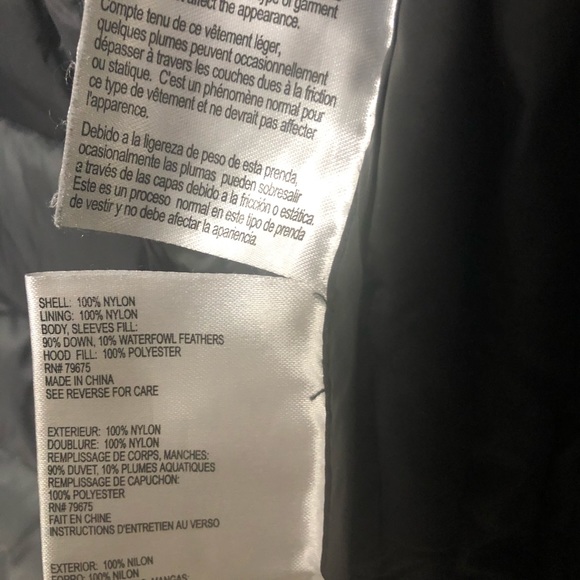 affect the appearance.
Compte tenu de ce vêtement léger,
quelques plumes peuvent occasionnellement
dépasser à travers les couches dues à la friction
ou statique. C'est un phénomène normal pour
ce type de vêtement et ne devrait pas affecter
l'apparence.
Debido a la ligereza de peso de esta prenda,
ocasionalmente las plumas pueden sobresalir
a través de las capas debido a la fricción o estática.
Este es un proceso normal en este tipo de prenda
de vestir y no debe afectar la apariencia.
SHELL: 100% NYLON
LINING: 100% NYLON
BODY, SLEEVES FILL:
90% DOWN, 10% WATERFOWL FEATHERS
HOOD FILL: 100% POLYESTER
RN# 79675
MADE IN CHINA
SEE REVERSE FOR CARE
EXTERIEUR: 100% NYLON
DOUBLURE: 100% NYLON
REMPLISSAGE DE CORPS, MANCHES:
90% DUVET, 10% PLUMES AQUATIQUES
REMPLISSAGE DE CAPUCHON:
100% POLYESTER
RN# 79675
FAIT EN CHINE
INSTRUCTIONS D'ENTRETIEN AU VERSO
EXTERIOR: 100% NILON
FORRO: 100% NILON